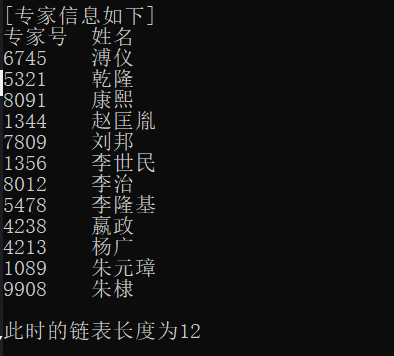 [专家信息如下]
专家号 姓名
6745 溥仪
5321 乾隆
8091 康熙
1344 赵匡胤
7809 刘邦
1356 李世民
8012 李治
5478 李隆基
4238 嬴政
4213 杨广
1089 朱元璋
9908 朱棣
此时的链表长度为12